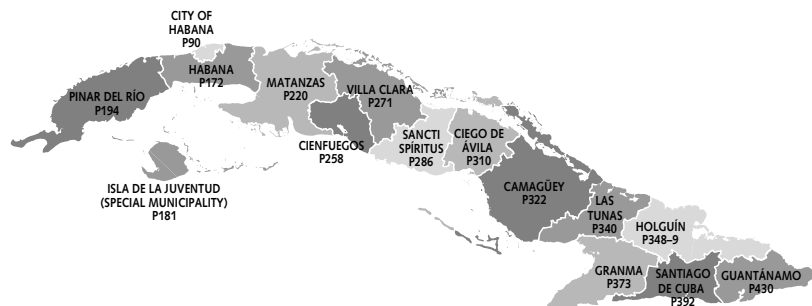 CITY OF
HABANA
P90
HABANA
P172
PINAR DEL RÍO
P194
MATANZAS
P220
VILLA CLARA
P271
CIENFUEGOS
P258
SANCTI
SPÍRITUS
P286
CIEGO DE
ÁVILA
P310
ISLA DE LA JUVENTUD
(SPECIAL MUNICIPALITY)
P181
CAMAGÜEY
P322
LAS
TUNAS
P340
HOLGUÍN
P348–9
GRANMA
P373
SANTIAGO
DE CUBA
P392
GUANTÁNAMO
P430